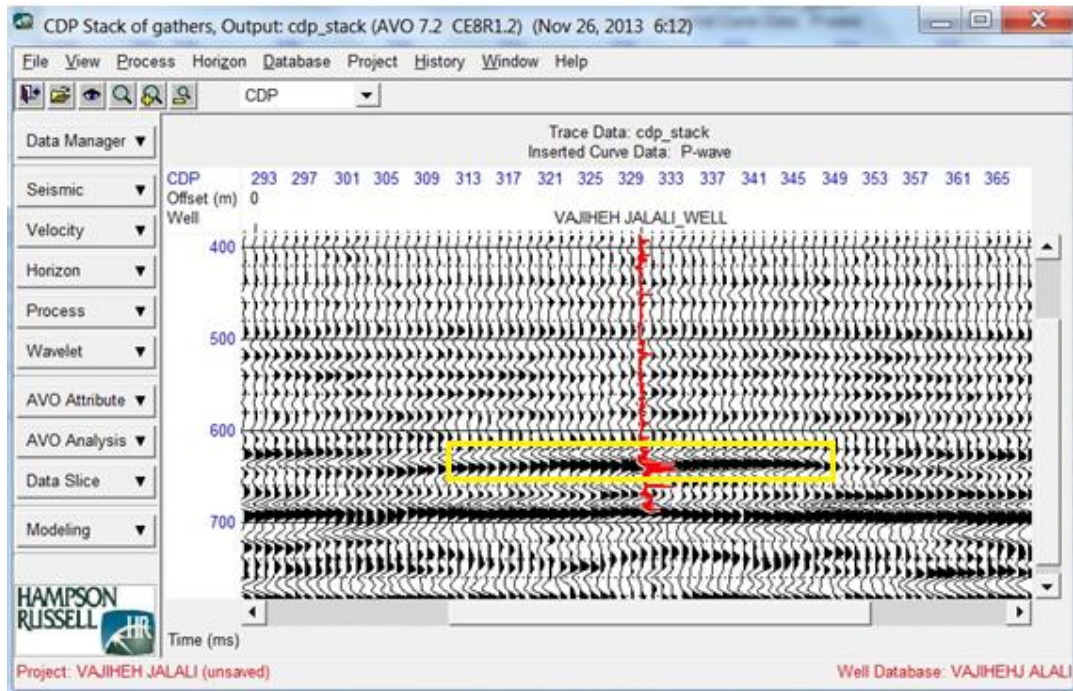 CDP Stack of gathers, Output: cdp_stack (AVO 7.2 CE8R1.2) (Nov 26, 2013 6:12)
File View Process Horizon Database Project History Window Help
CDP
Data Manager
Seismic
Velocity
Horizon
Process
Wavelet
AVO Attribute
AVO Analysis
Data Slice
Modeling
HAMPSON
RUSSELL
HR
Trace Data: cdp_stack
Inserted Curve Data: P-wave
CDP 293 297 301 305 309 313 317 321 325 329 333 337 341 345 349 353 357 361 365
Offset (m) 0
Well VAJIHEH JALALI_WELL
400
500
600
700
Time (ms)
Project: VAJIHEH JALALI (unsaved)
Well Database: VAJIHEHJ ALALI